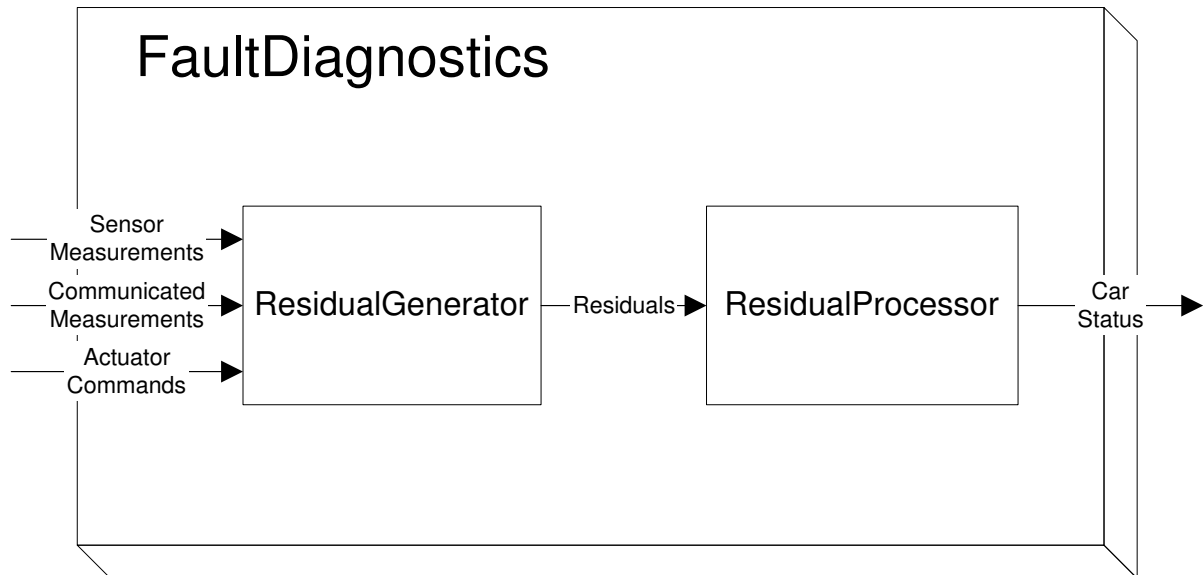 FaultDiagnostics
Sensor
Measurements
Communicated
Measurements
Actuator
Commands
ResidualGenerator
Residuals
ResidualProcessor
Car
Status